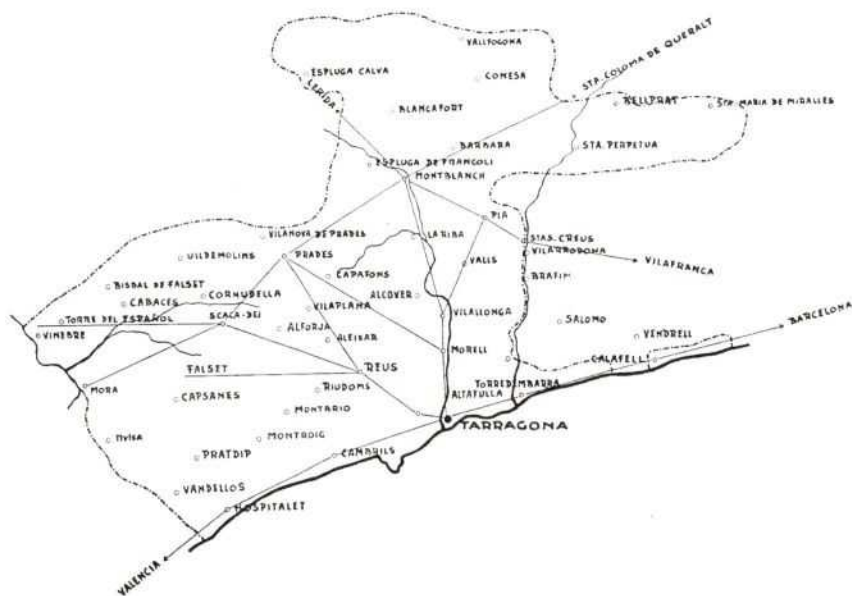 VALLFOGONA
STA. COLOMA DE QUERALT
ESPLUGA CALVA
CONESA
LERIDA
BLANCAFORT
BELLPRAT
STA. MARIA DE MIRALLES
BARBARA
STA. PERPETUA
ESPLUGA DE FRANCOLI
MONTBLANCH
PLA
VILANOVA DE PRADES
LA RIBA
STAS. CREUS
VILARRODONA
VILDEMOLINS
PRADES
VALLS
VILAFRANCA
BISBAL DE FALSET
CAPAFONS
BRAFIM
CABACES
CORNUDELLA
ALCOVER
VILAPLANA
VILALLONGA
TORRE DEL ESPAÑOL
SCALA-DEI
ALFORJA
SALOMO
BARCELONA
VINEBRE
ALEIXAR
VENDRELL
MORELL
CALAFELL
FALSET
REUS
MORA
RIUDOMS
TORREDEMBARRA
CAPSANES
ALTAFULLA
MONTBRIO
TARRAGONA
TIVISA
MONTROIG
PRATDIP
CAMBRILS
VANDELLOS
HOSPITALET
VALENCIA